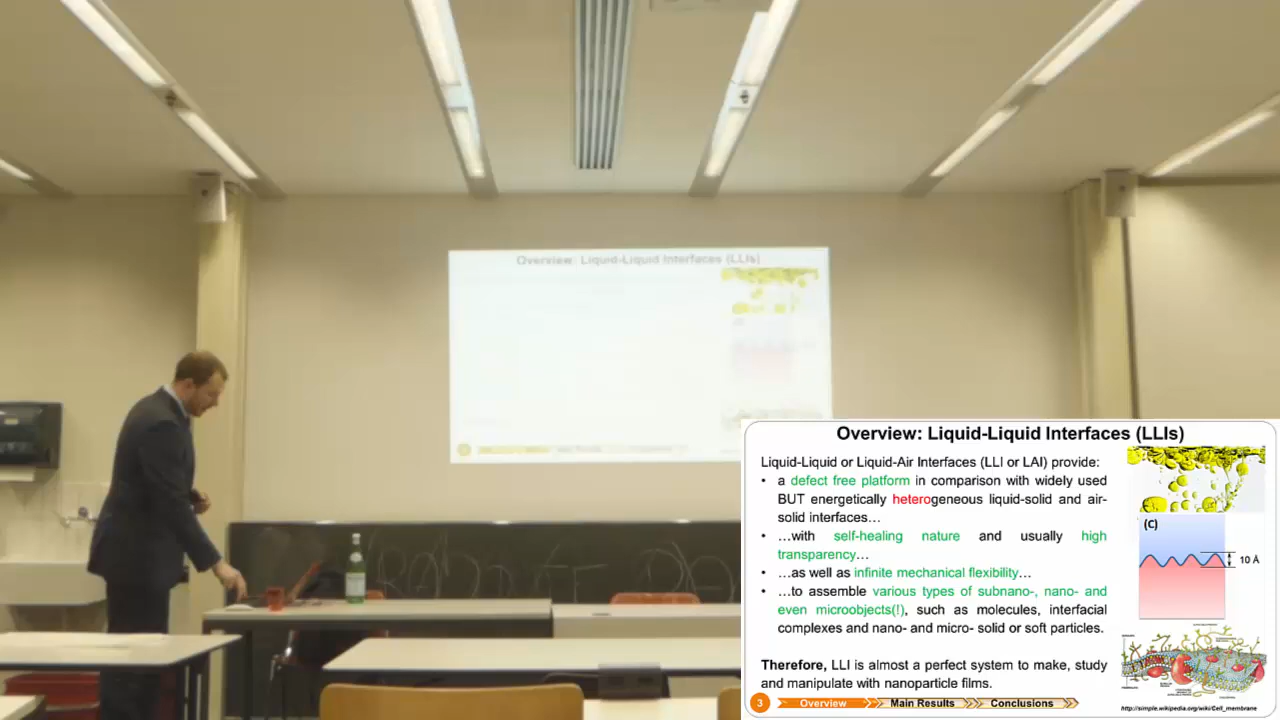 Overview: Liquid-Liquid Interfaces (LLIs)
Overview: Liquid-Liquid Interfaces (LLIs)
Liquid-Liquid or Liquid-Air Interfaces (LLI or LAI) provide:
• a defect free platform in comparison with widely used
BUT energetically heterogeneous liquid-solid and air-
solid interfaces…
• …with self-healing nature and usually high
transparency…
• …as well as infinite mechanical flexibility…
• …to assemble various types of subnano-, nano- and
even microobjects(!), such as molecules, interfacial
complexes and nano- and micro- solid or soft particles.
Therefore, LLI is almost a perfect system to make, study
and manipulate with nanoparticle films.
(C)
10 Å
http://simple.wikipedia.org/wiki/Cell_membrane
3 Overview Main Results Conclusions